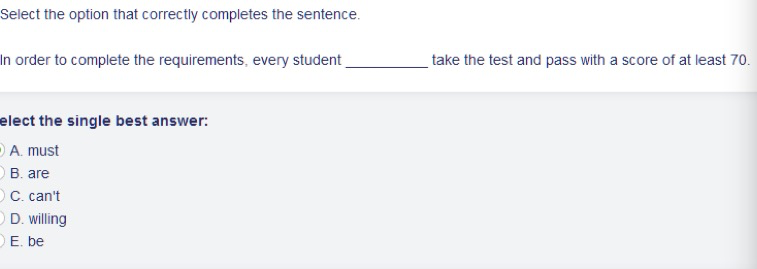 Select the option that correctly completes the sentence.
In order to complete the requirements, every student __________ take the test and pass with a score of at least 70.
elect the single best answer:
A. must
B. are
C. can't
D. willing
E. be